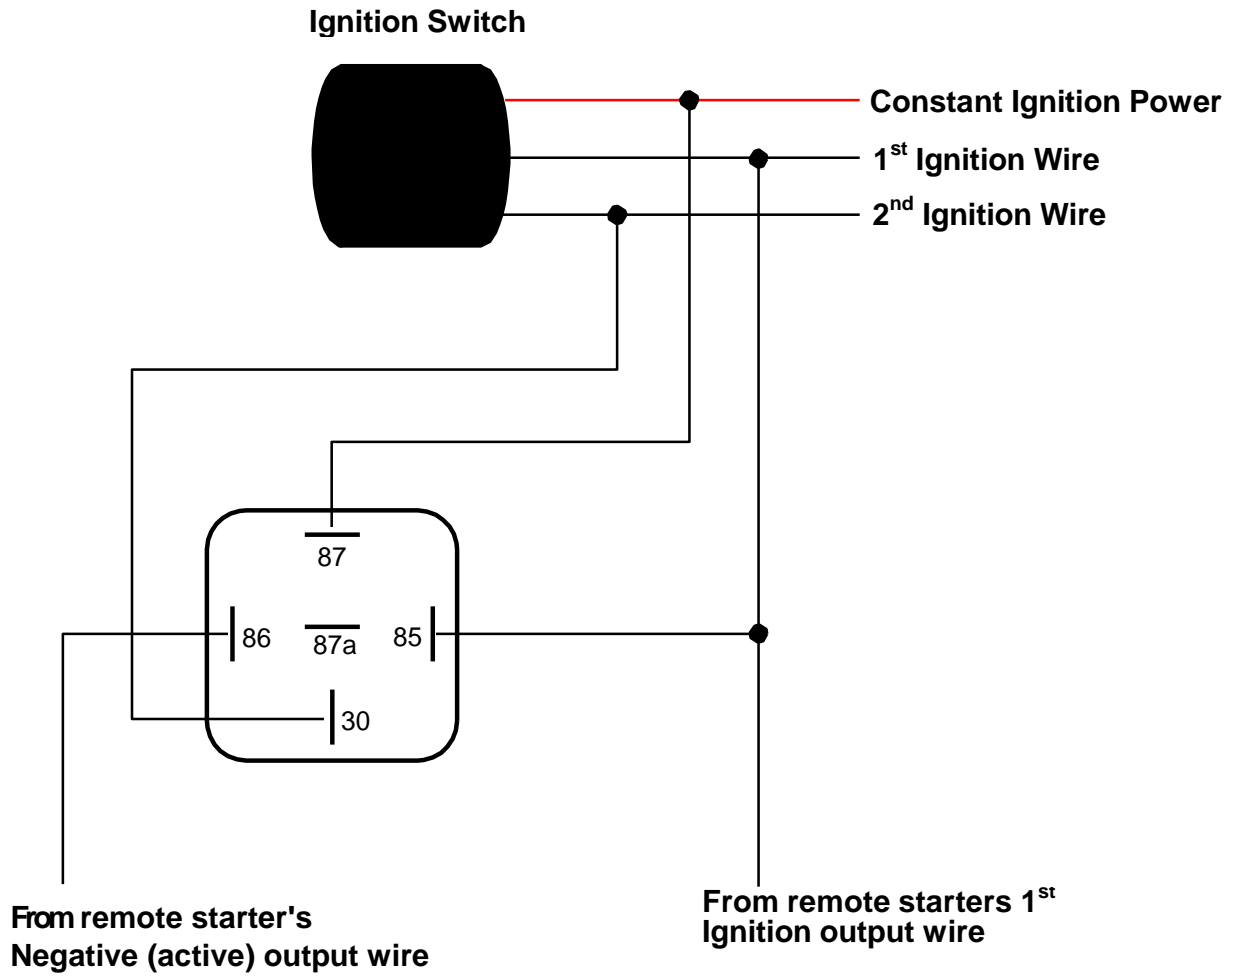 Ignition Switch
Constant Ignition Power
1st Ignition Wire
2nd Ignition Wire
87
86
87a
85
30
From remote starter's
Negative (active) output wire
From remote starters 1st
Ignition output wire